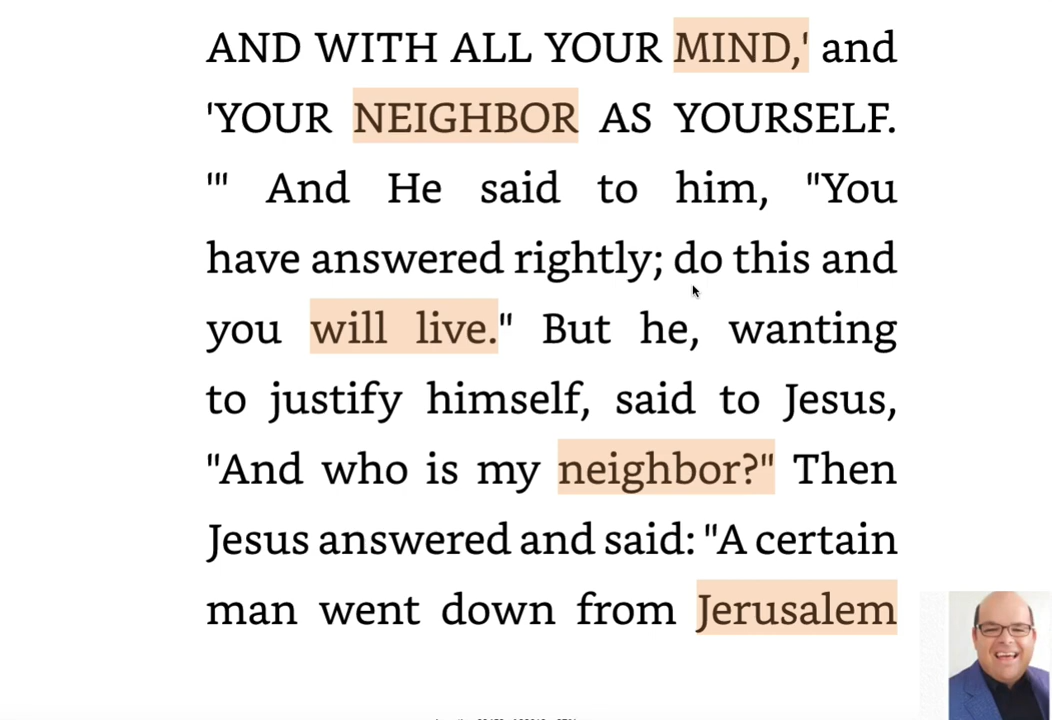 AND WITH ALL YOUR MIND,' and
'YOUR NEIGHBOR AS YOURSELF.
'" And He said to him, "You
have answered rightly; do this and
you will live." But he, wanting
to justify himself, said to Jesus,
"And who is my neighbor?" Then
Jesus answered and said: "A certain
man went down from Jerusalem